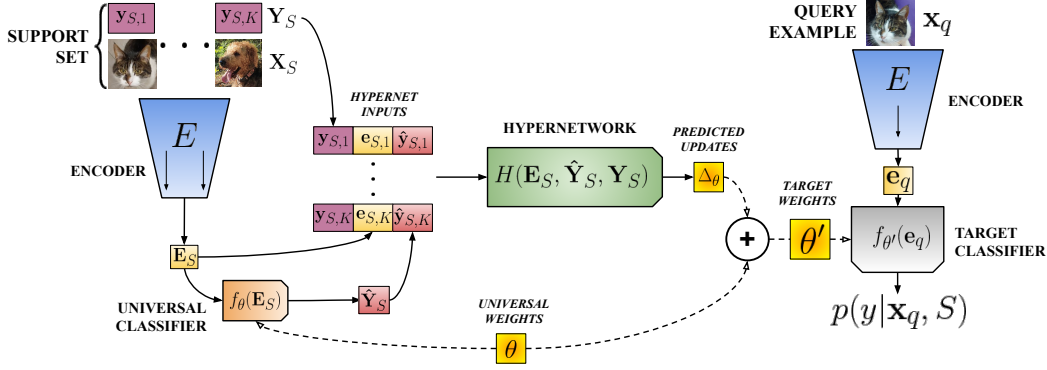 SUPPORT
SET
y_{S,1}
y_{S,K}
Y_S
X_S
E
ENCODER
E_S
UNIVERSAL
CLASSIFIER
f_θ(E_S)
Ŷ_S
HYPERNET
INPUTS
y_{S,1} e_{S,1} ŷ_{S,1}
y_{S,K} e_{S,K} ŷ_{S,K}
HYPERNETWORK
H(E_S, Ŷ_S, Y_S)
PREDICTED
UPDATES
Δ_θ
+
UNIVERSAL
WEIGHTS
θ
TARGET
WEIGHTS
θ′
QUERY
EXAMPLE
x_q
E
ENCODER
e_q
f_{θ′}(e_q)
TARGET
CLASSIFIER
p(y|x_q, S)